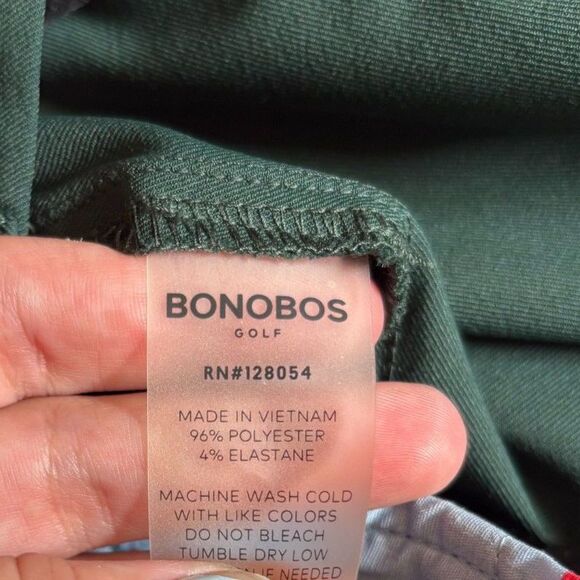 BONOBOS
GOLF
RN#128054
MADE IN VIETNAM
96% POLYESTER
4% ELASTANE
MACHINE WASH COLD
WITH LIKE COLORS
DO NOT BLEACH
TUMBLE DRY LOW
NEEDED